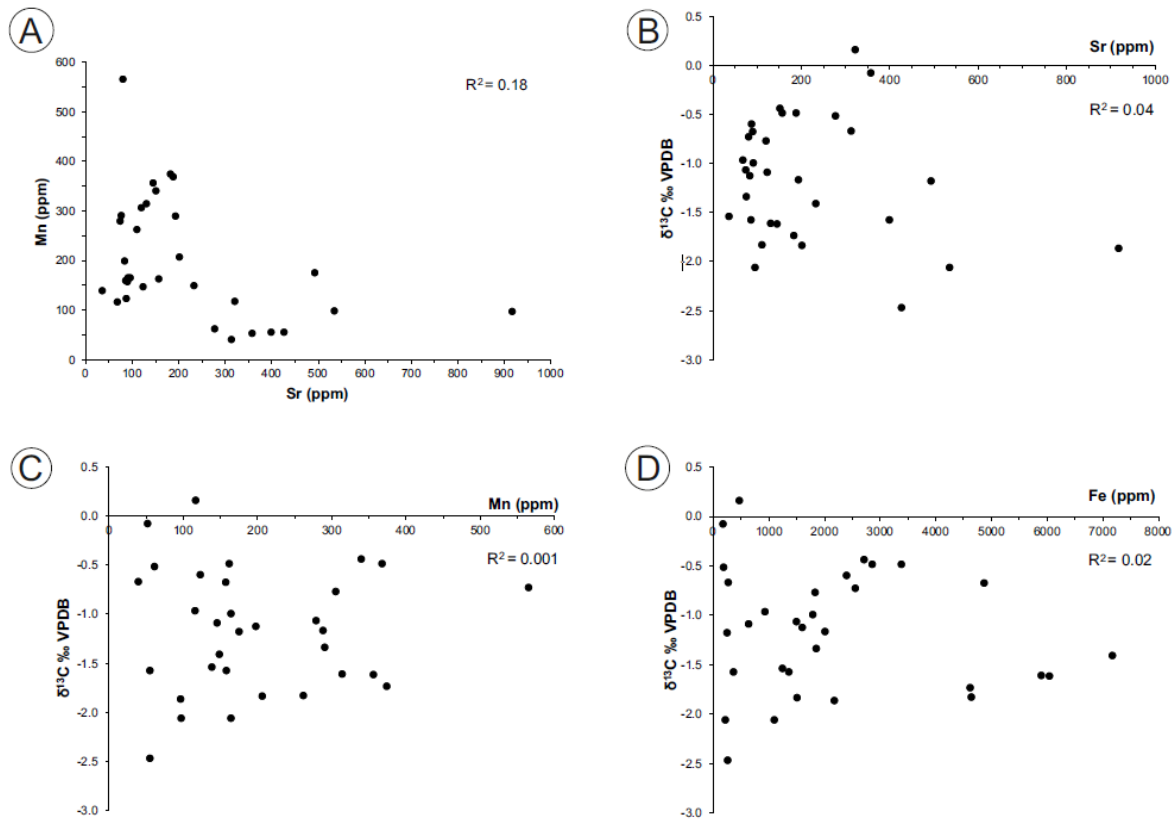 A
600
500
400
300
200
100
0
Mn (ppm)
R² = 0.18
0 100 200 300 400 500 600 700 800 900 1000
Sr (ppm)
B
0.5
0.0
-0.5
-1.0
-1.5
-2.0
-2.5
-3.0
δ¹³C ‰ VPDB
Sr (ppm)
0 200 400 600 800 1000
R² = 0.04
C
0.5
0.0
-0.5
-1.0
-1.5
-2.0
-2.5
-3.0
δ¹³C ‰ VPDB
Mn (ppm)
0 100 200 300 400 500 600
R² = 0.001
D
0.5
0.0
-0.5
-1.0
-1.5
-2.0
-2.5
-3.0
δ¹³C ‰ VPDB
Fe (ppm)
0 1000 2000 3000 4000 5000 6000 7000 8000
R² = 0.02